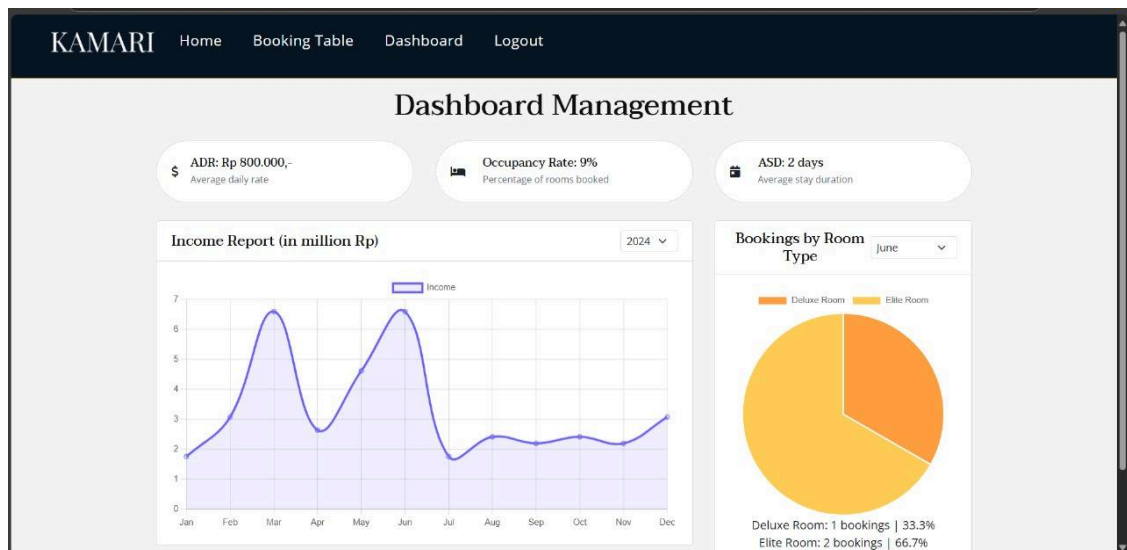 KAMARI Home Booking Table Dashboard Logout
Dashboard Management
ADR: Rp 800.000,-
Average daily rate
Occupancy Rate: 9%
Percentage of rooms booked
ASD: 2 days
Average stay duration
Income Report (in million Rp)
2024
Income
7
6
5
4
3
2
1
0
Jan Feb Mar Apr May Jun Jul Aug Sep Oct Nov Dec
Bookings by Room
Type
June
Deluxe Room Elite Room
Deluxe Room: 1 bookings | 33.3%
Elite Room: 2 bookings | 66.7%